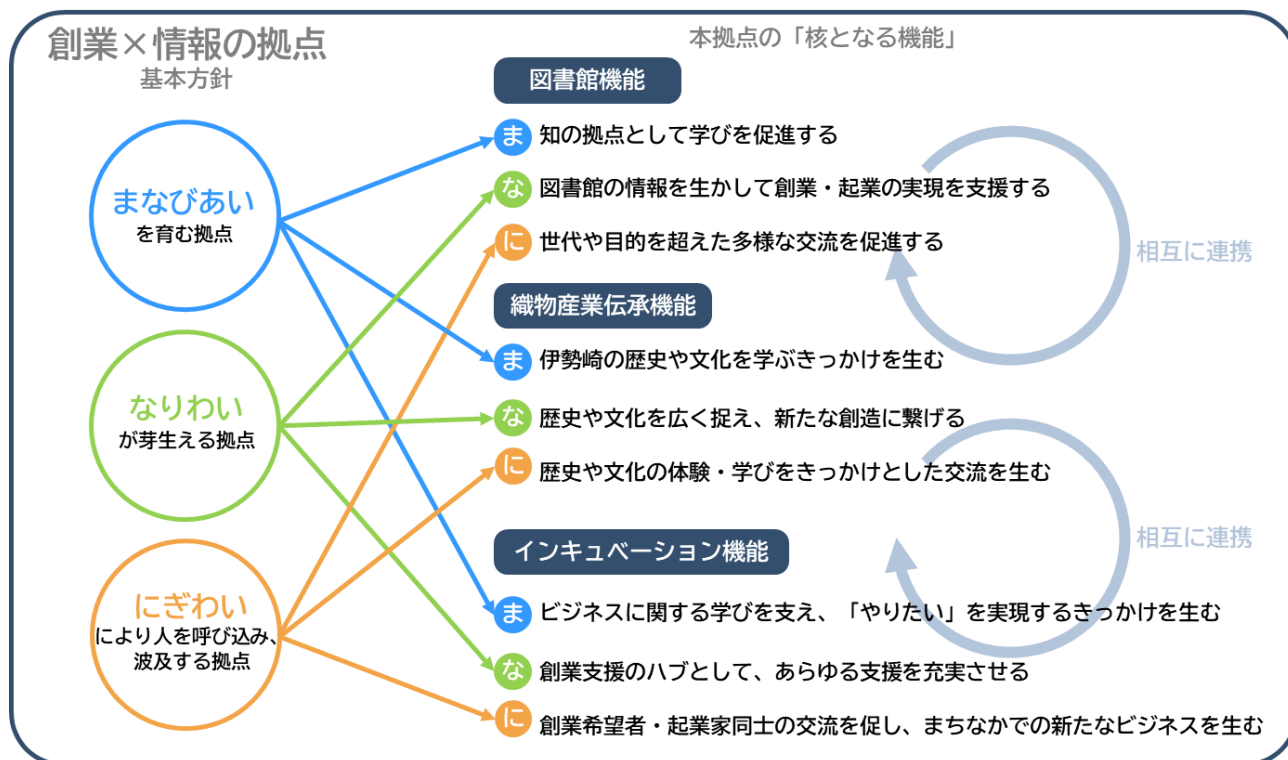 創業×情報の拠点
基本方針
まなびあい
を育む拠点
なりわい
が芽生える拠点
にぎわい
により人を呼び込み、
波及する拠点
本拠点の「核となる機能」
図書館機能
ま 知の拠点として学びを促進する
な 図書館の情報を生かして創業・起業の実現を支援する
に 世代や目的を超えた多様な交流を促進する
織物産業伝承機能
ま 伊勢崎の歴史や文化を学ぶきっかけを生む
な 歴史や文化を広く捉え、新たな創造に繋げる
に 歴史や文化の体験・学びをきっかけとした交流を生む
インキュベーション機能
ま ビジネスに関する学びを支え、「やりたい」を実現するきっかけを生む
な 創業支援のハブとして、あらゆる支援を充実させる
に 創業希望者・起業家同士の交流を促し、まちなかでの新たなビジネスを生む
相互に連携
相互に連携